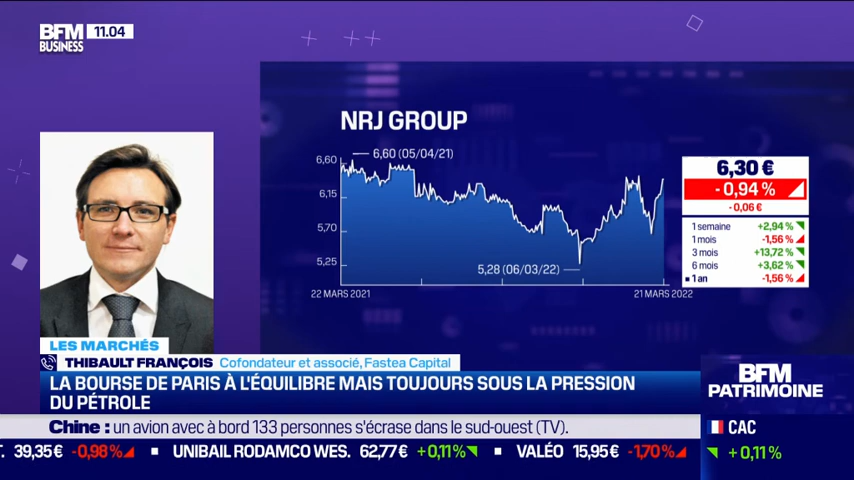 BFM
BUSINESS
11.04
NRJ GROUP
6,60
6,60 (05/04/21)
6,15
5,70
5,25
5,28 (06/03/22)
22 MARS 2021
21 MARS 2022
6,30 €
- 0,94 %
- 0,06 €
1 semaine +2,94 %
1 mois -1,56 %
3 mois +13,72 %
6 mois +3,62 %
1 an -1,56 %
LES MARCHÉS
THIBAULT FRANÇOIS Cofondateur et associé, Fastea Capital
LA BOURSE DE PARIS À L'ÉQUILIBRE MAIS TOUJOURS SOUS LA PRESSION
DU PÉTROLE
BFM
PATRIMOINE
Chine : un avion avec à bord 133 personnes s'écrase dans le sud-ouest (TV).
CAC
+ 0,11 %
T. 39,35 € -0,98 % UNIBAIL RODAMCO WES. 62,77 € +0,11 % VALÉO 15,95 € -1,70 %